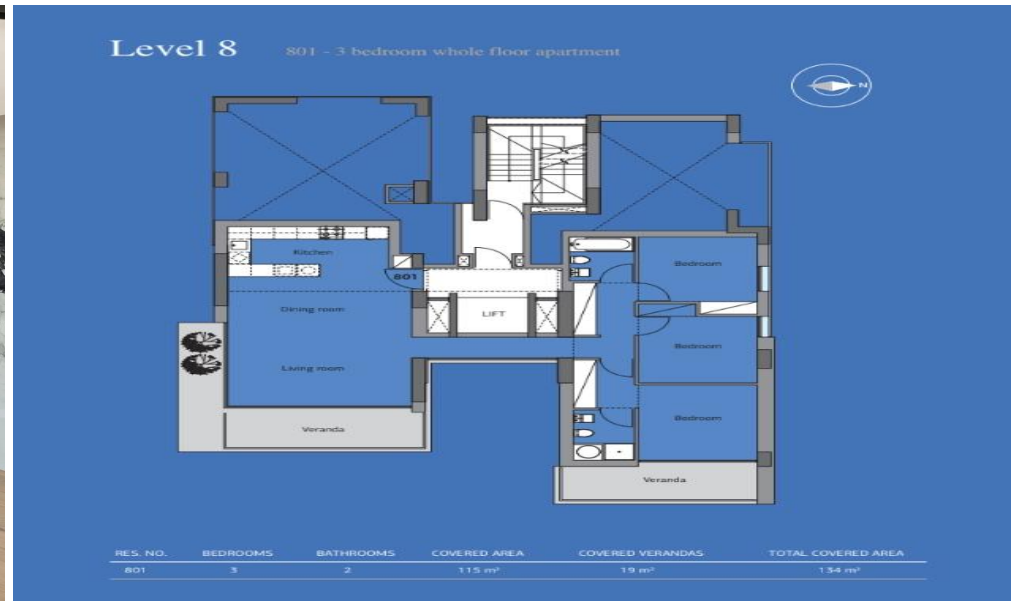 Level 8
801 - 3 bedroom whole floor apartment
N
Kitchen
801
Dining room
LIFT
Living room
Veranda
Bedroom
Bedroom
Bedroom
Veranda
RES. NO. BEDROOMS BATHROOMS COVERED AREA COVERED VERANDAS TOTAL COVERED AREA
801 3 2 115 m² 19 m² 134 m²